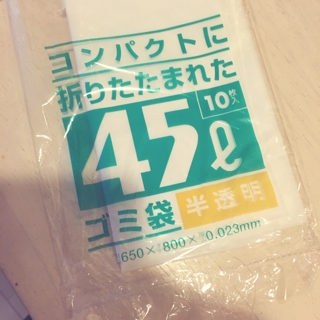 コンパクトに
折りたたまれた
10枚入
45ℓ
ゴミ袋 半透明
650×800×0.023mm